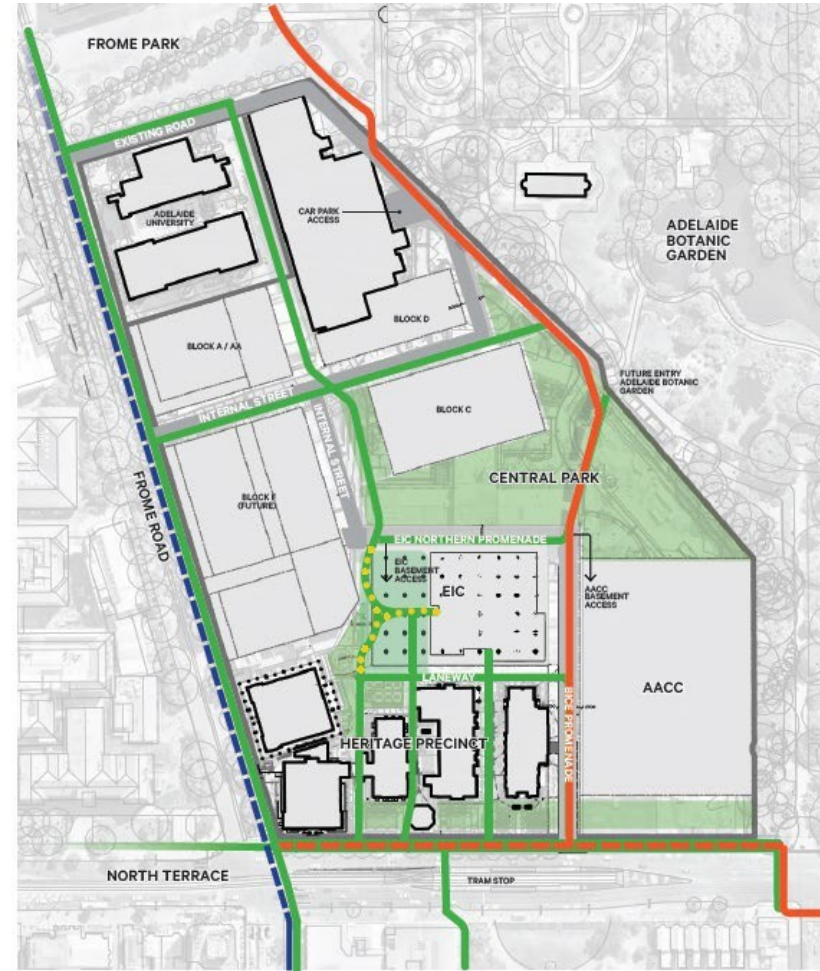 FROME PARK
EXISTING ROAD
ADELAIDE
UNIVERSITY
CAR PARK
ACCESS
ADELAIDE
BOTANIC
GARDEN
BLOCK D
BLOCK A / AA
FUTURE ENTRY
ADELAIDE BOTANIC
GARDEN
INTERNAL STREET
INTERNAL STREET
BLOCK C
FROME ROAD
CENTRAL PARK
BLOCK F
(FUTURE)
EIC NORTHERN PROMENADE
EIC
BASEMENT
ACCESS
EIC
AACC
BASEMENT
ACCESS
LANEWAY
AACC
BICE PROMENADE
HERITAGE PRECINCT
NORTH TERRACE
TRAM STOP